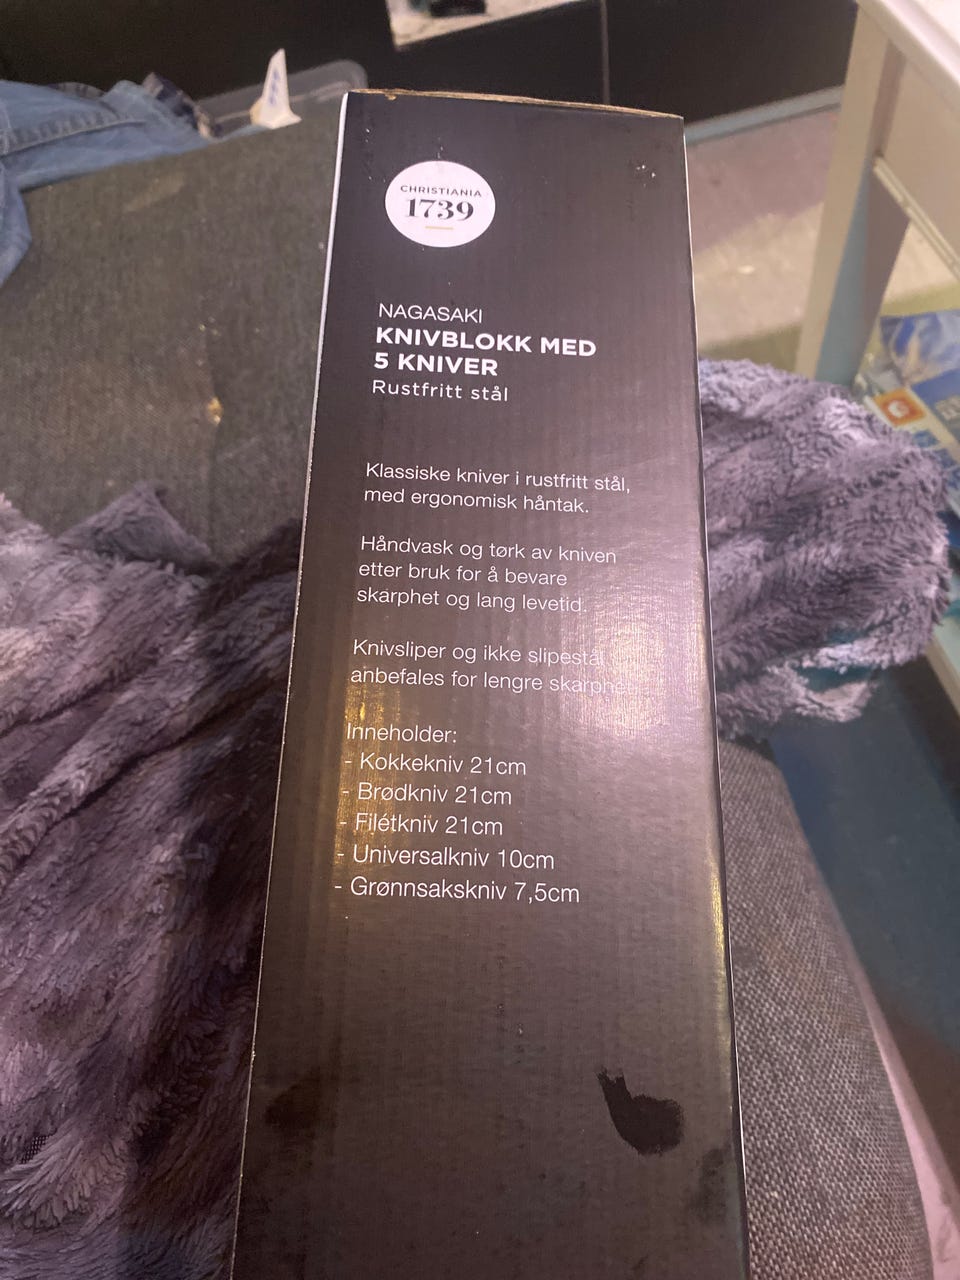 CHRISTIANIA
1739
NAGASAKI
KNIVBLOKK MED
5 KNIVER
Rustfritt stål
Klassiske kniver i rustfritt stål,
med ergonomisk håntak.
Håndvask og tørk av kniven
etter bruk for å bevare
skarphet og lang levetid.
Knivsliper og ikke slipestål
anbefales for lengre
Inneholder:
- Kokkekniv 21cm
- Brødkniv 21cm
- Filétkniv 21cm
- Universalkniv 10cm
- Grønnsakskniv 7,5cm